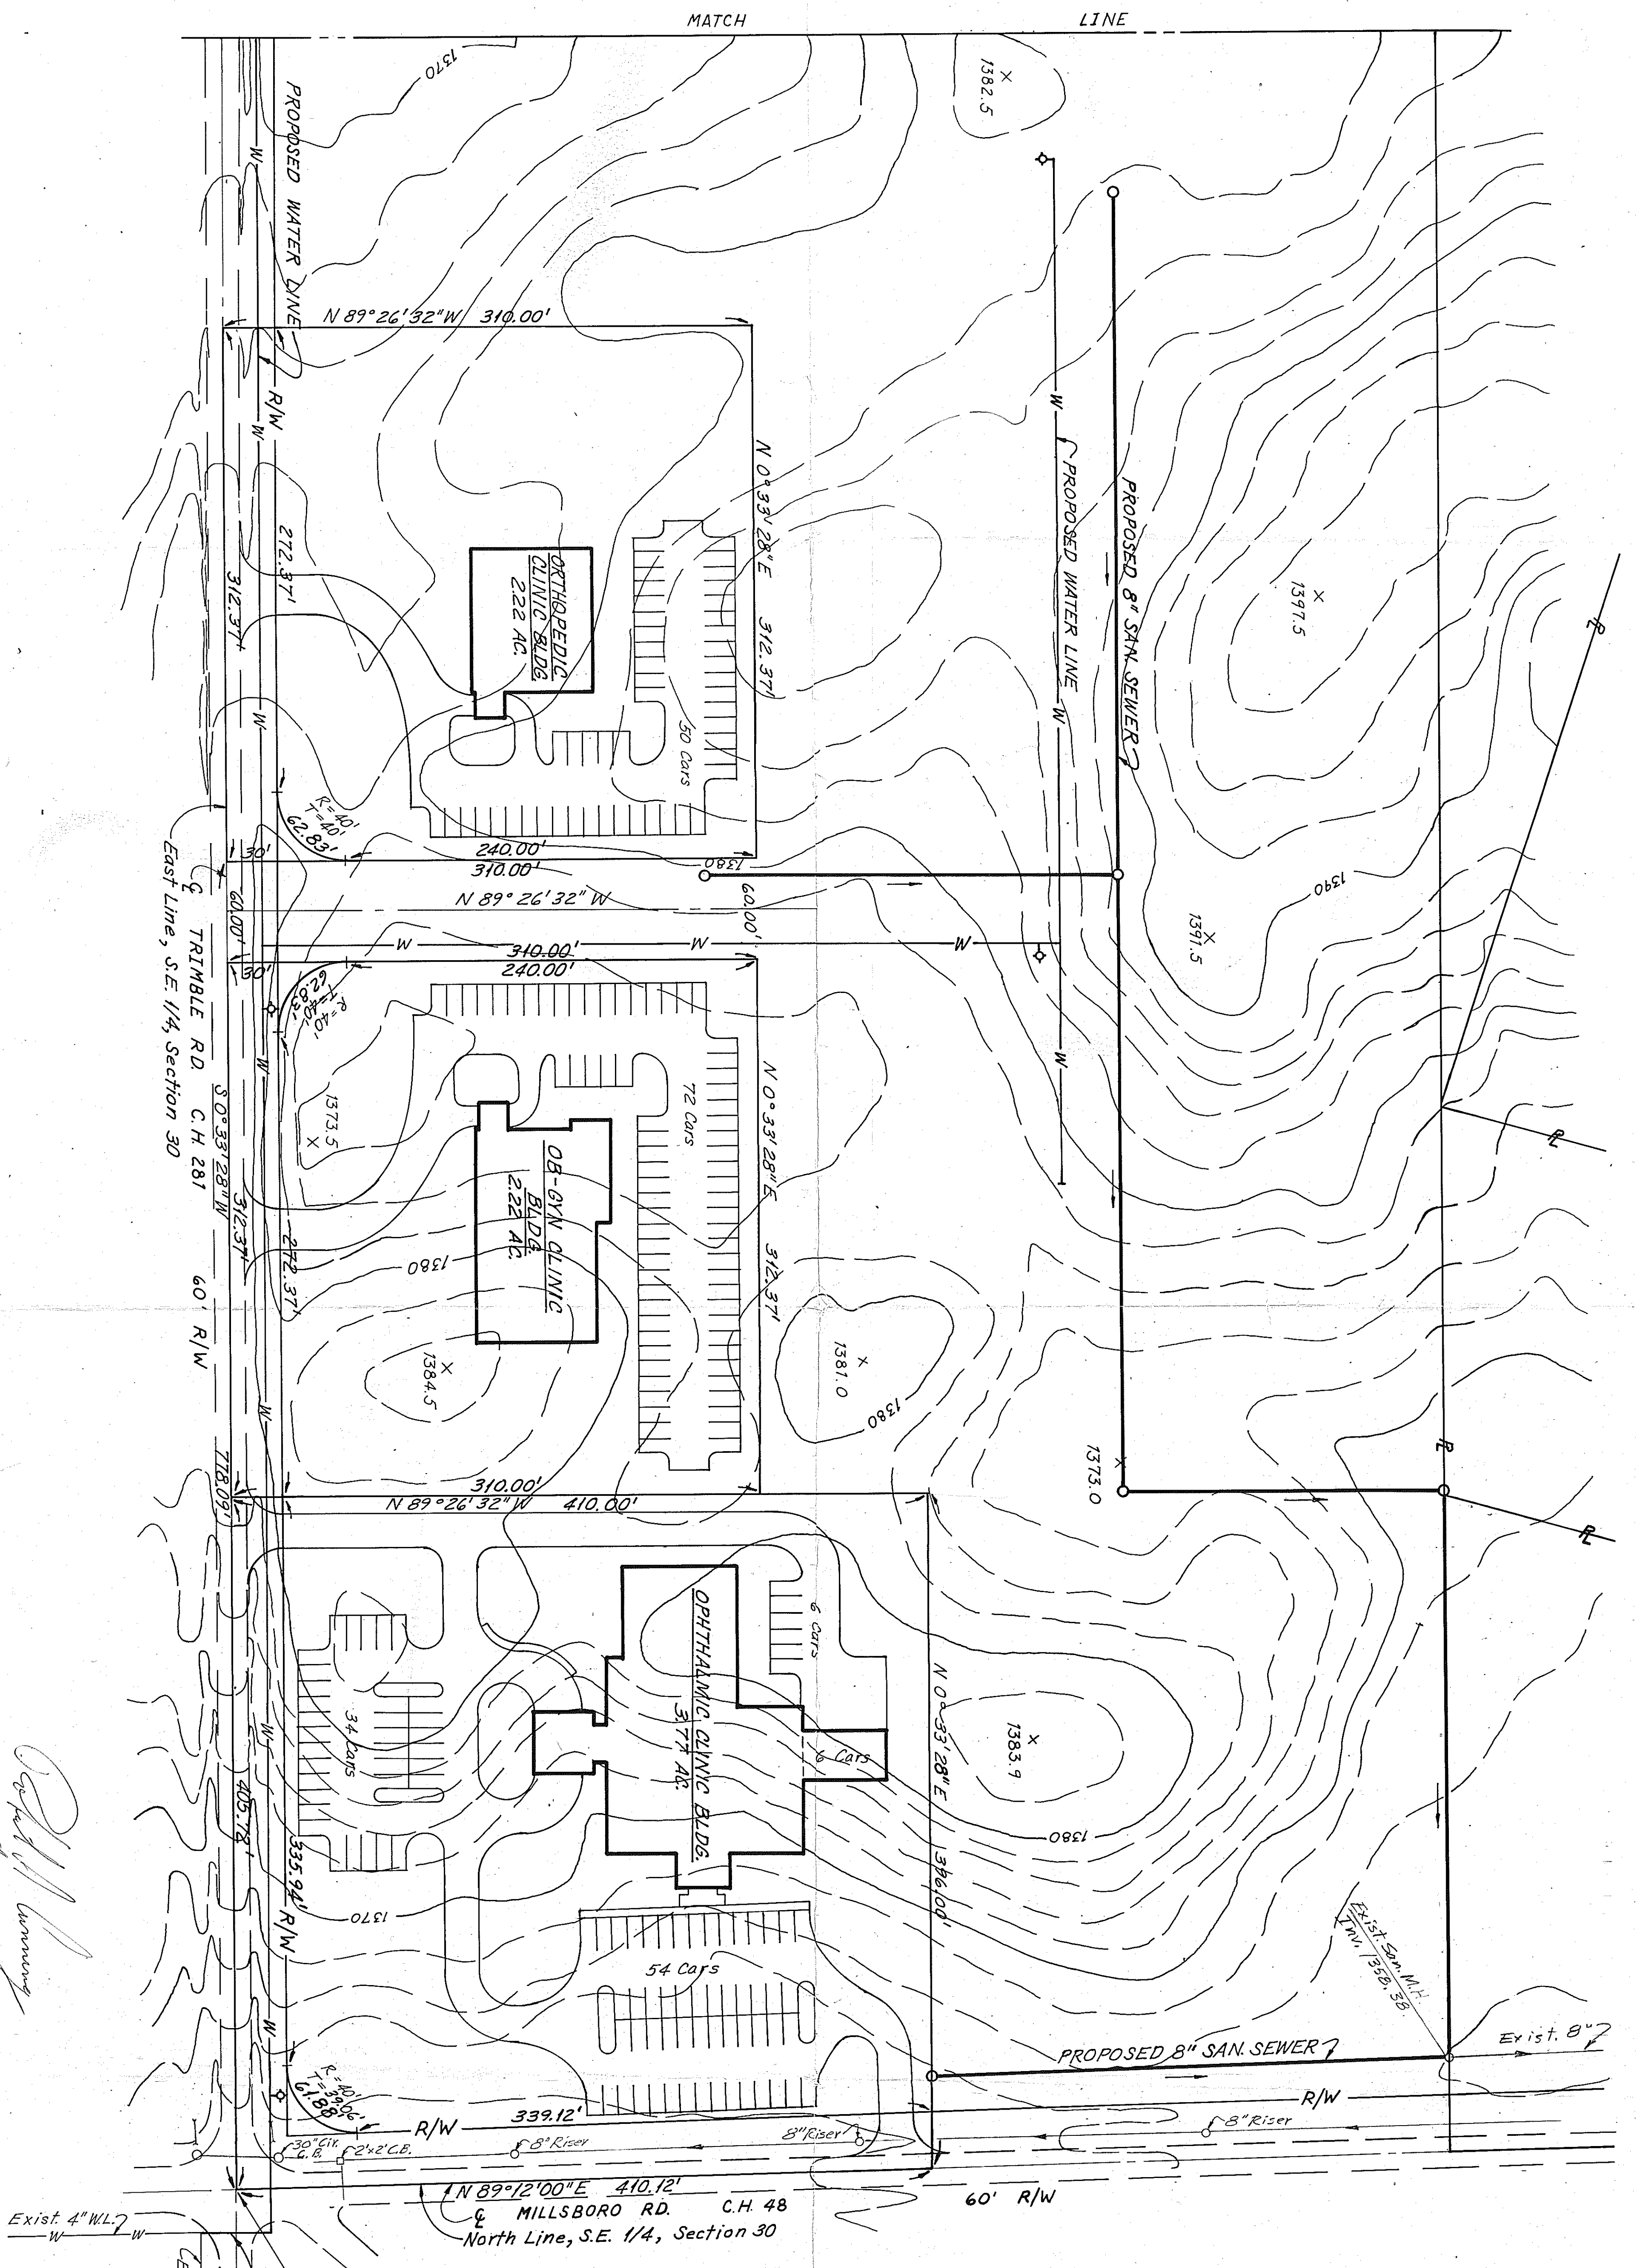 MATCH LINE
1370
1382.5
PROPOSED WATER LINE
W
N 89° 26' 32" W 310.00'
R/W
W
W
PROPOSED WATER LINE
PROPOSED 8" SAN. SEWER
N 0° 33' 28" E 312.37'
272.37'
312.37'
ORTHOPEDIC
CLINIC BLDG.
2.22 AC.
1397.5
50 Cars
W
W
R = 40'
T = 40'
62.83'
30'
240.00'
310.00'
1380
1390
N 89° 26' 32" W
60.00'
60.00'
1391.5
W
W
W
310.00'
240.00'
30'
R = 40'
T = 40'
62.83'
East Line, S.E. 1/4, Section 30
℄ TRIMBLE RD C.H. 281 60' R/W
S 0° 33' 28" W
W
W
1373.5
72 Cars
N 0° 33' 28" E 312.37'
OB-GYN CLINIC
BLDG.
2.22 AC.
312.37'
272.37'
1380
1384.5
1381.0
1380
W
1373.0
778.09'
310.00'
N 89° 26' 32" W 410.00'
6 Cars
OPHTHALMIC CLINIC BLDG.
3.77 AC.
34 Cars
6 Cars
N 0° 33' 28" E 396.00'
1383.9
1380
W
405.78'
335.94'
R/W
1370
54 Cars
Exist. San. M.H.
Inv. 1358.38
W
PROPOSED 8" SAN. SEWER
Exist. 8"
R = 40'
T = 39.06'
61.88'
R/W
339.12'
R/W
30" Cir.
C.B.
2'x2' C.B.
8" Riser
8" Riser
8" Riser
N 89° 12' 00" E 410.12'
60' R/W
℄ MILLSBORO RD. C.H. 48
North Line, S.E. 1/4, Section 30
Exist. 4" W.L.
W W